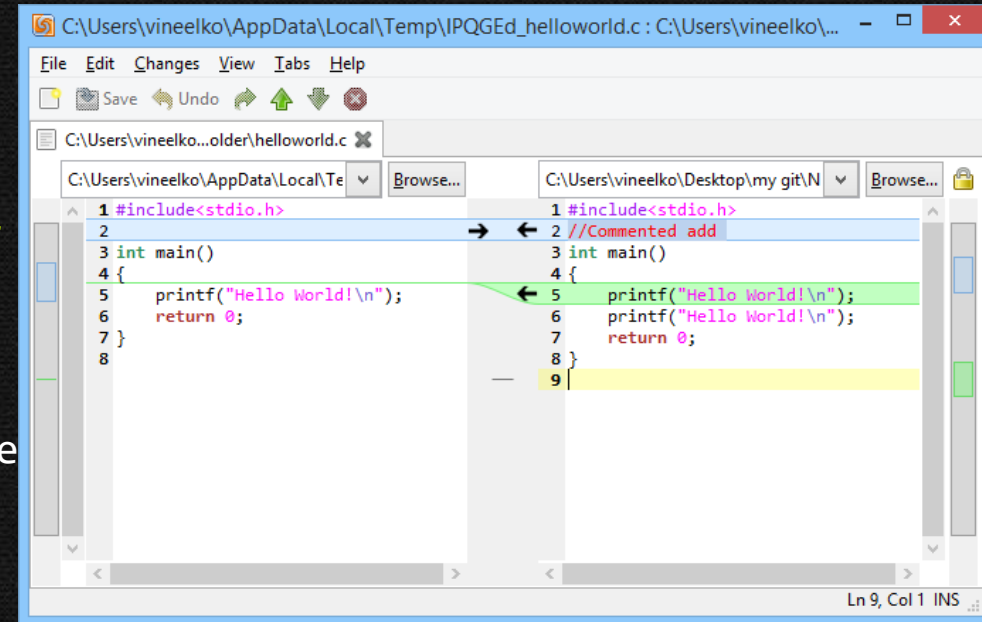 C:\Users\vineelko\AppData\Local\Temp\IPQGEd_helloworld.c : C:\Users\vineelko\...
File Edit Changes View Tabs Help
Save Undo
C:\Users\vineelko...older\helloworld.c
C:\Users\vineelko\AppData\Local\Te Browse...
1 #include<stdio.h>
2
3 int main()
4 {
5 printf("Hello World!\n");
6 return 0;
7 }
8
C:\Users\vineelko\Desktop\my git\N Browse...
1 #include<stdio.h>
2 //Commented add
3 int main()
4 {
5 printf("Hello World!\n");
6 printf("Hello World!\n");
7 return 0;
8 }
9
e
Ln 9, Col 1 INS